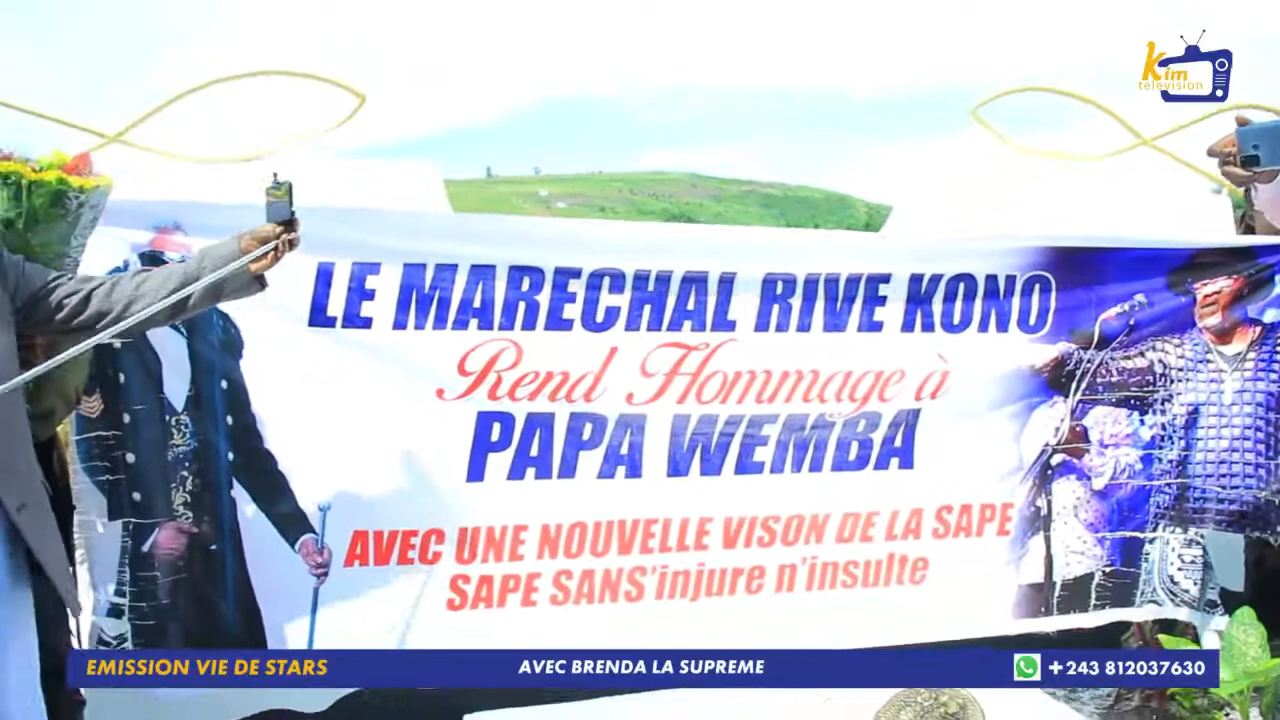 Kim
television
LE MARECHAL RIVE KONO
Rend Hommage à
PAPA WEMBA
AVEC UNE NOUVELLE VISON DE LA SAPE
SAPE SANS'injure n'insulte
EMISSION VIE DE STARS
AVEC BRENDA LA SUPREME
+243 812037630